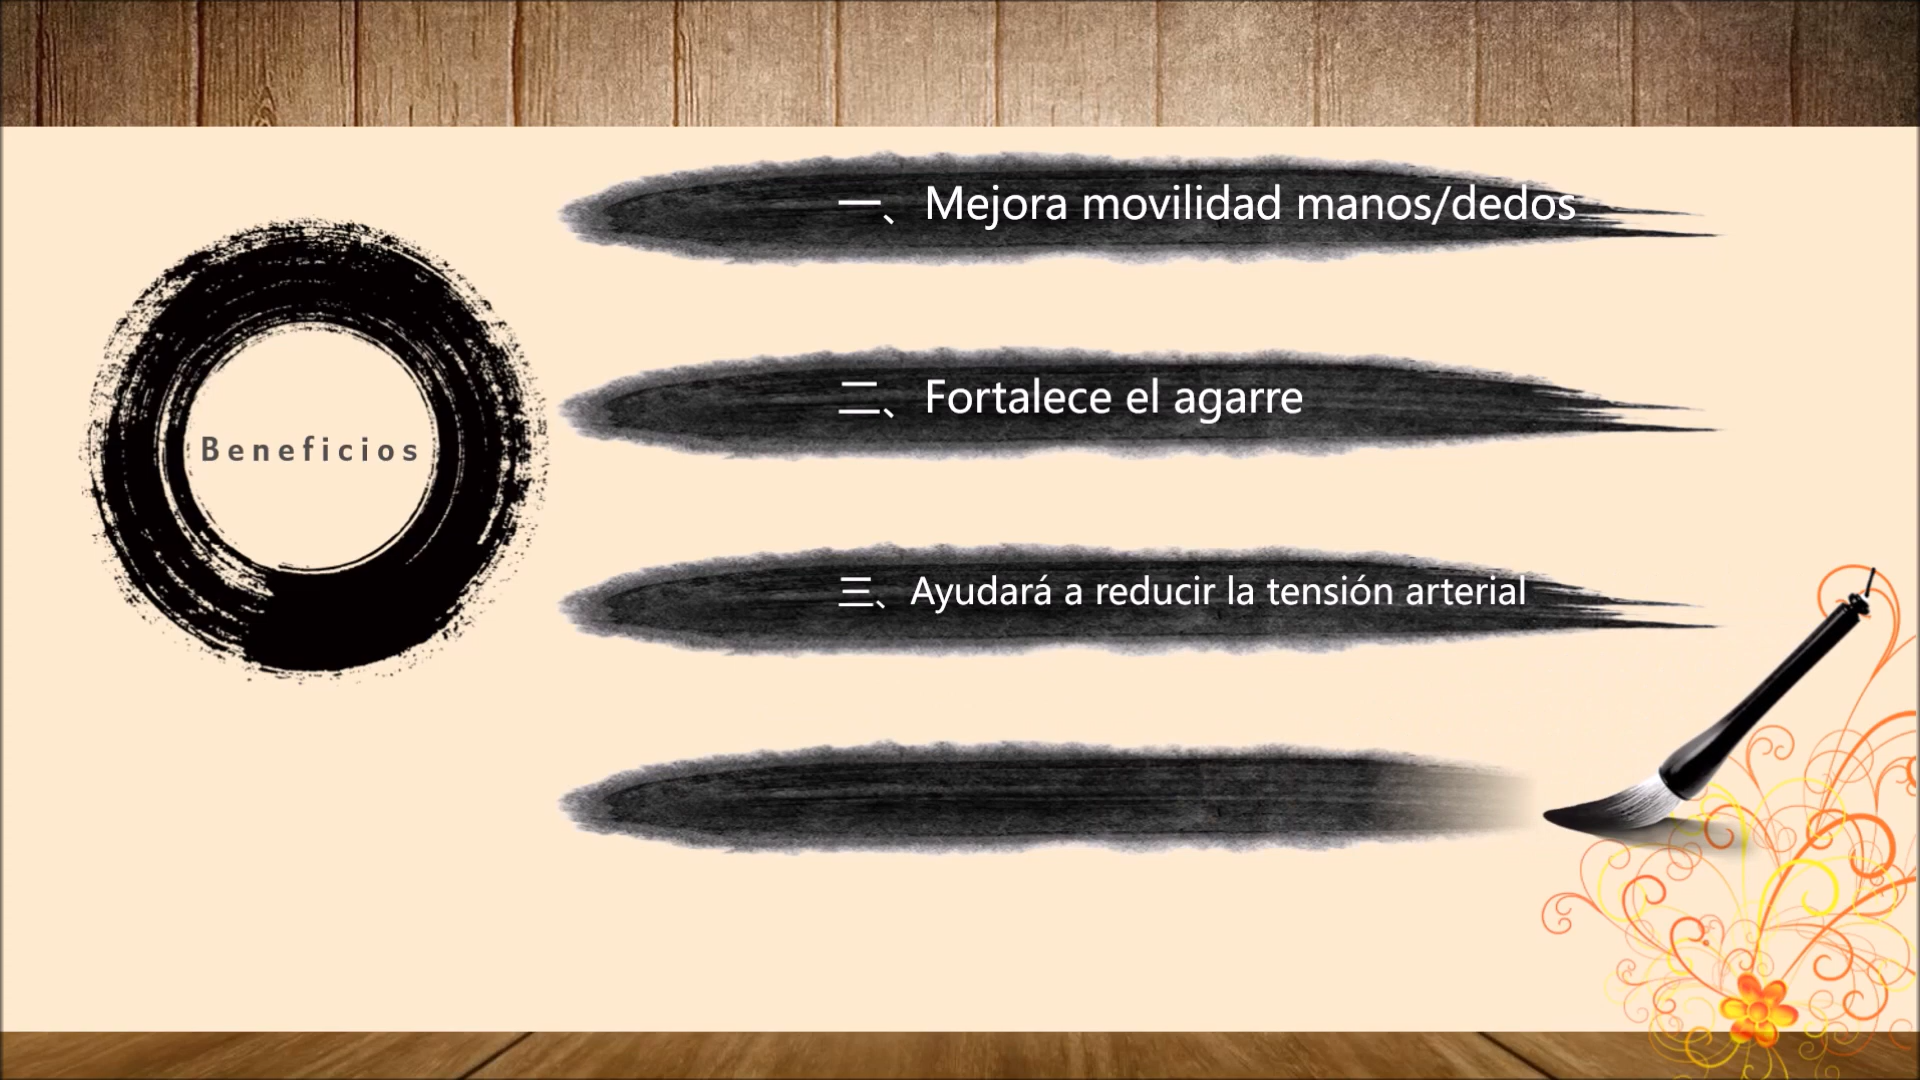 一、Mejora movilidad manos/dedos
二、Fortalece el agarre
Beneficios
三、Ayudará a reducir la tensión arterial